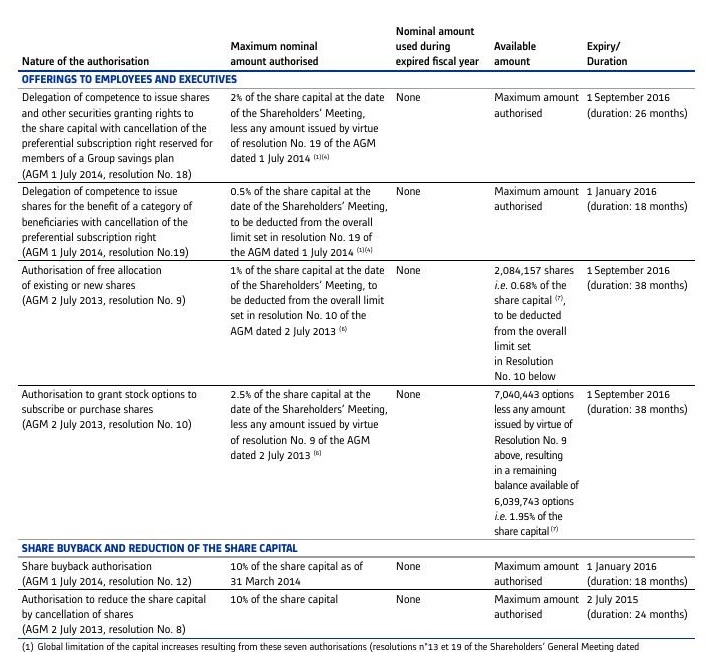 Nature of the authorisation
Maximum nominal
amount authorised
Nominal amount
used during
expired fiscal year
Available
amount
Expiry/
Duration
OFFERINGS TO EMPLOYEES AND EXECUTIVES
Delegation of competence to issue shares
and other securities granting rights to
the share capital with cancellation of the
preferential subscription right reserved for
members of a Group savings plan
(AGM 1 July 2014, resolution No. 18)
2% of the share capital at the date
of the Shareholders' Meeting,
less any amount issued by virtue
of resolution No. 19 of the AGM
dated 1 July 2014 (1)(4)
None
Maximum amount
authorised
1 September 2016
(duration: 26 months)
Delegation of competence to issue
shares for the benefit of a category of
beneficiaries with cancellation of the
preferential subscription right
(AGM 1 July 2014, resolution No.19)
0.5% of the share capital at the
date of the Shareholders' Meeting,
to be deducted from the overall
limit set in resolution No. 19 of
the AGM dated 1 July 2014 (1)(4)
None
Maximum amount
authorised
1 January 2016
(duration: 18 months)
Authorisation of free allocation
of existing or new shares
(AGM 2 July 2013, resolution No. 9)
1% of the share capital at the date
of the Shareholders' Meeting, to
be deducted from the overall limit
set in resolution No. 10 of the
AGM dated 2 July 2013 (6)
None
2,084,157 shares
i.e. 0.68% of the
share capital (7),
to be deducted
from the overall
limit set
in Resolution
No. 10 below
1 September 2016
(duration: 38 months)
Authorisation to grant stock options to
subscribe or purchase shares
(AGM 2 July 2013, resolution No. 10)
2.5% of the share capital at the
date of the Shareholders' Meeting,
less any amount issued by virtue
of resolution No. 9 of the AGM
dated 2 July 2013 (6)
None
7,040,443 options
less any amount
issued by virtue of
Resolution No. 9
above, resulting
in a remaining
balance available of
6,039,743 options
i.e. 1.95% of the
share capital (7)
1 September 2016
(duration: 38 months)
SHARE BUYBACK AND REDUCTION OF THE SHARE CAPITAL
Share buyback authorisation
(AGM 1 July 2014, resolution No. 12)
10% of the share capital as of
31 March 2014
None
Maximum amount
authorised
1 January 2016
(duration: 18 months)
Authorisation to reduce the share capital
by cancellation of shares
(AGM 2 July 2013, resolution No. 8)
10% of the share capital
None
Maximum amount
authorised
2 July 2015
(duration: 24 months)
(1) Global limitation of the capital increases resulting from these seven authorisations (resolutions n°13 et 19 of the Shareholders' General Meeting dated